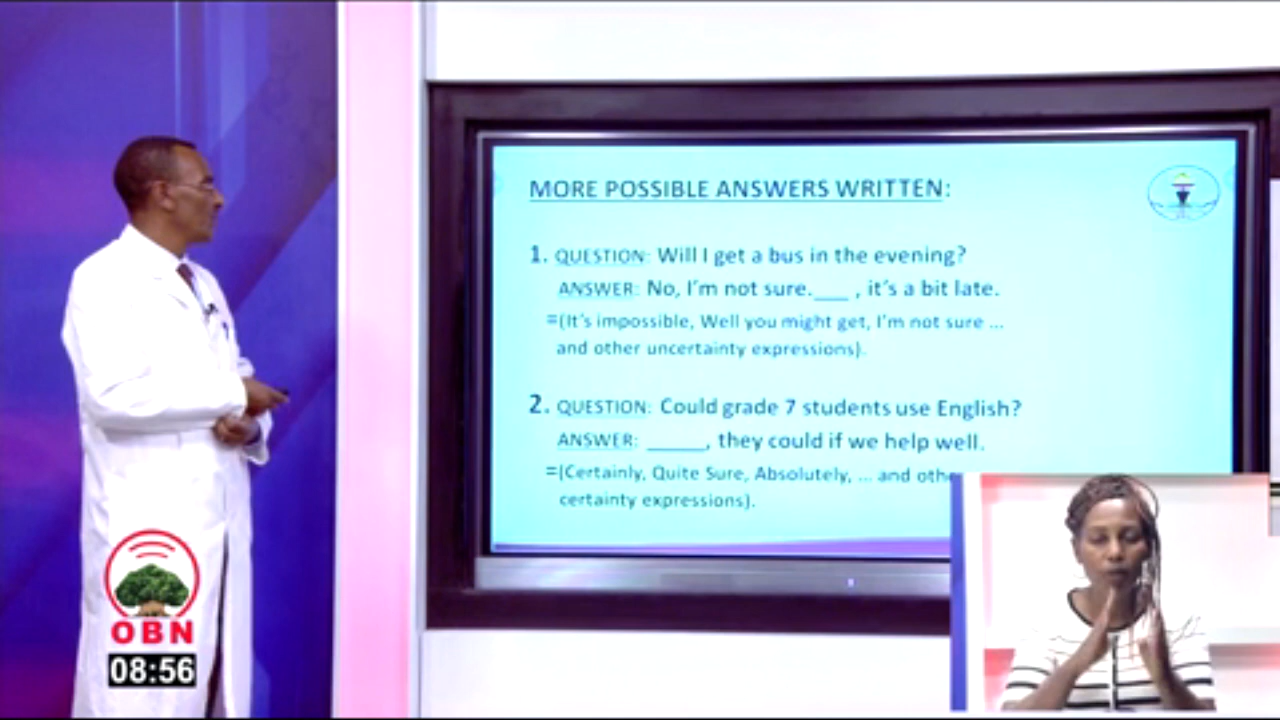 MORE POSSIBLE ANSWERS WRITTEN:
1. QUESTION: Will I get a bus in the evening?
ANSWER: No, I'm not sure.___ , it's a bit late.
=(It's impossible, Well you might get, I'm not sure ...
and other uncertainty expressions).
2. QUESTION: Could grade 7 students use English?
ANSWER: _____, they could if we help well.
=(Certainly, Quite Sure, Absolutely, ... and
certainty expressions).
OBN
08:56